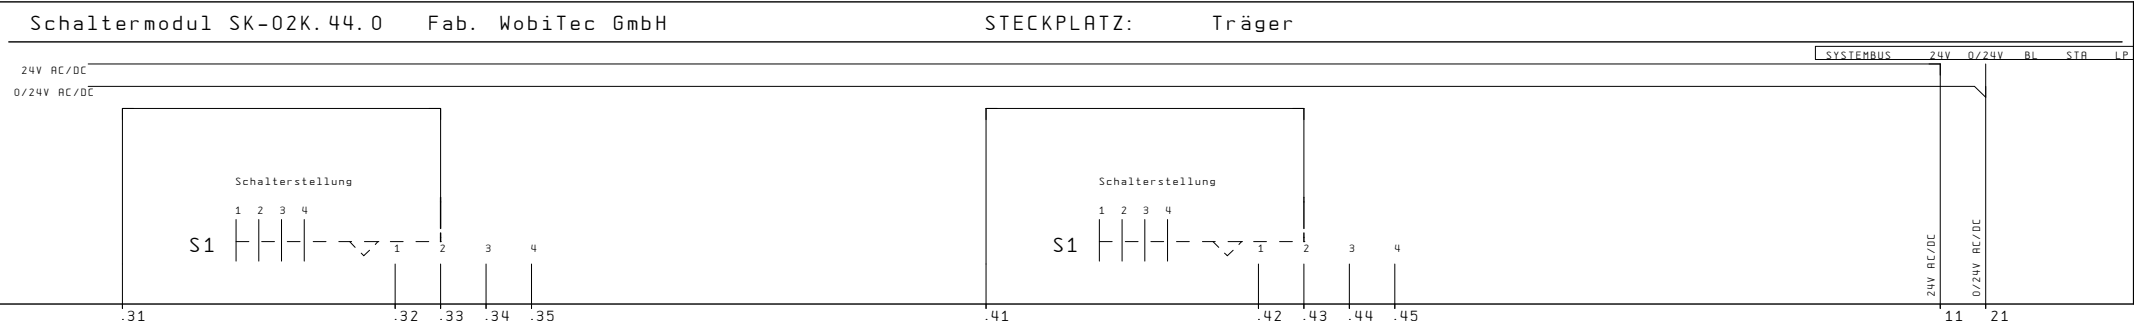 Schaltermodul SK-02K.44.0 Fab. WobiTec GmbH STECKPLATZ: Träger
SYSTEMBUS 24V 0/24V BL STA LP
24V AC/DC
0/24V AC/DC
Schalterstellung Schalterstellung
1 2 3 4 1 2 3 4
S1 1 2 3 4 S1 1 2 3 4
24V AC/DC 0/24V AC/DC
.31 .32 .33 .34 .35 .41 .42 .43 .44 .45 11 21